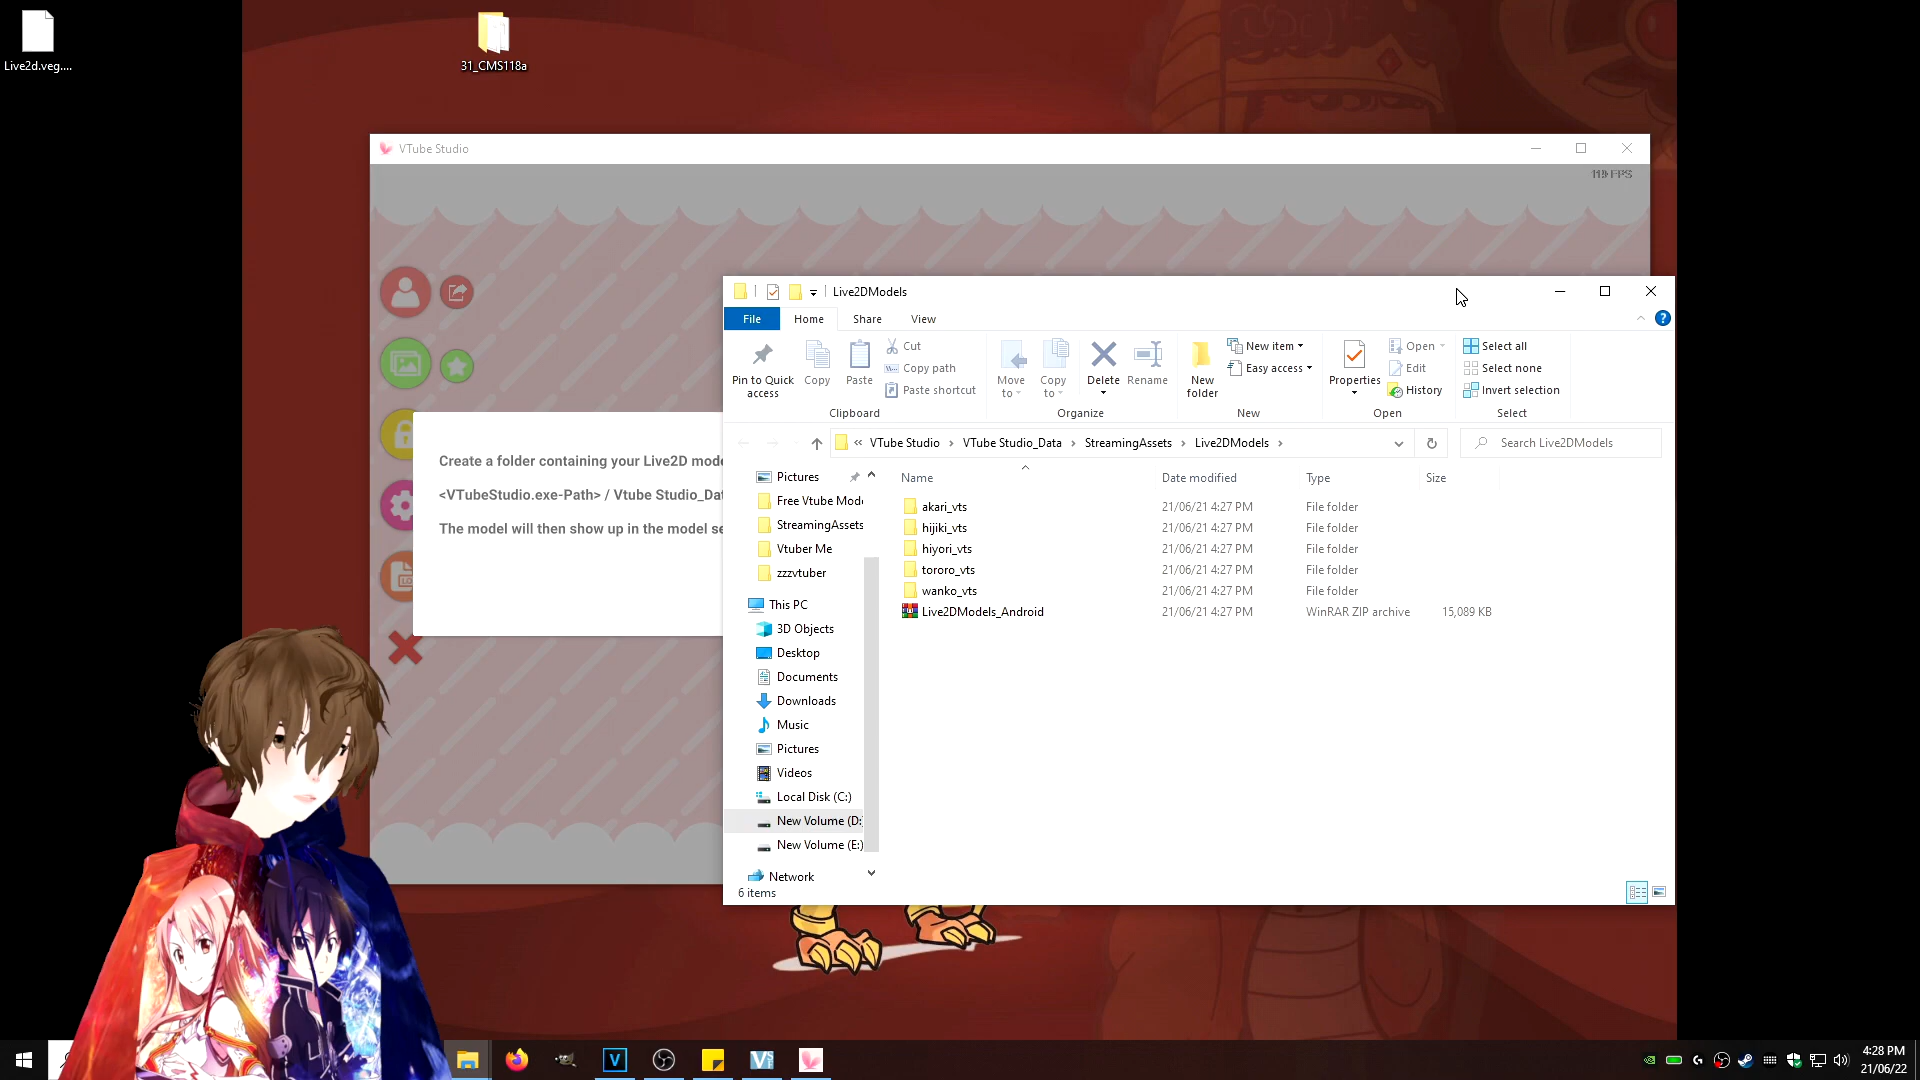 Live2d.veg....
31_CMS118a
VTube Studio
FPS
Live2DModels
File
Home
Share
View
Pin to Quick access
Copy
Paste
Cut
Copy path
Paste shortcut
Move to
Copy to
Delete
Rename
New folder
New item
Easy access
Properties
Open
Edit
History
Select all
Select none
Invert selection
Clipboard
Organize
New
Open
Select
« VTube Studio › VTube Studio_Data › StreamingAssets › Live2DModels ›
Search Live2DModels
Create a folder containing your Live2D mod
<VTubeStudio.exe-Path> / Vtube Studio_Da
The model will then show up in the model se
Pictures
Free Vtube Mod
StreamingAssets
Vtuber Me
zzzvtuber
This PC
3D Objects
Desktop
Documents
Downloads
Music
Pictures
Videos
Local Disk (C:)
New Volume (D:
New Volume (E:)
Network
6 items
Name Date modified Type Size
akari_vts 21/06/21 4:27 PM File folder
hijiki_vts 21/06/21 4:27 PM File folder
hiyori_vts 21/06/21 4:27 PM File folder
tororo_vts 21/06/21 4:27 PM File folder
wanko_vts 21/06/21 4:27 PM File folder
Live2DModels_Android 21/06/21 4:27 PM WinRAR ZIP archive 15,089 KB
4:28 PM
21/06/22